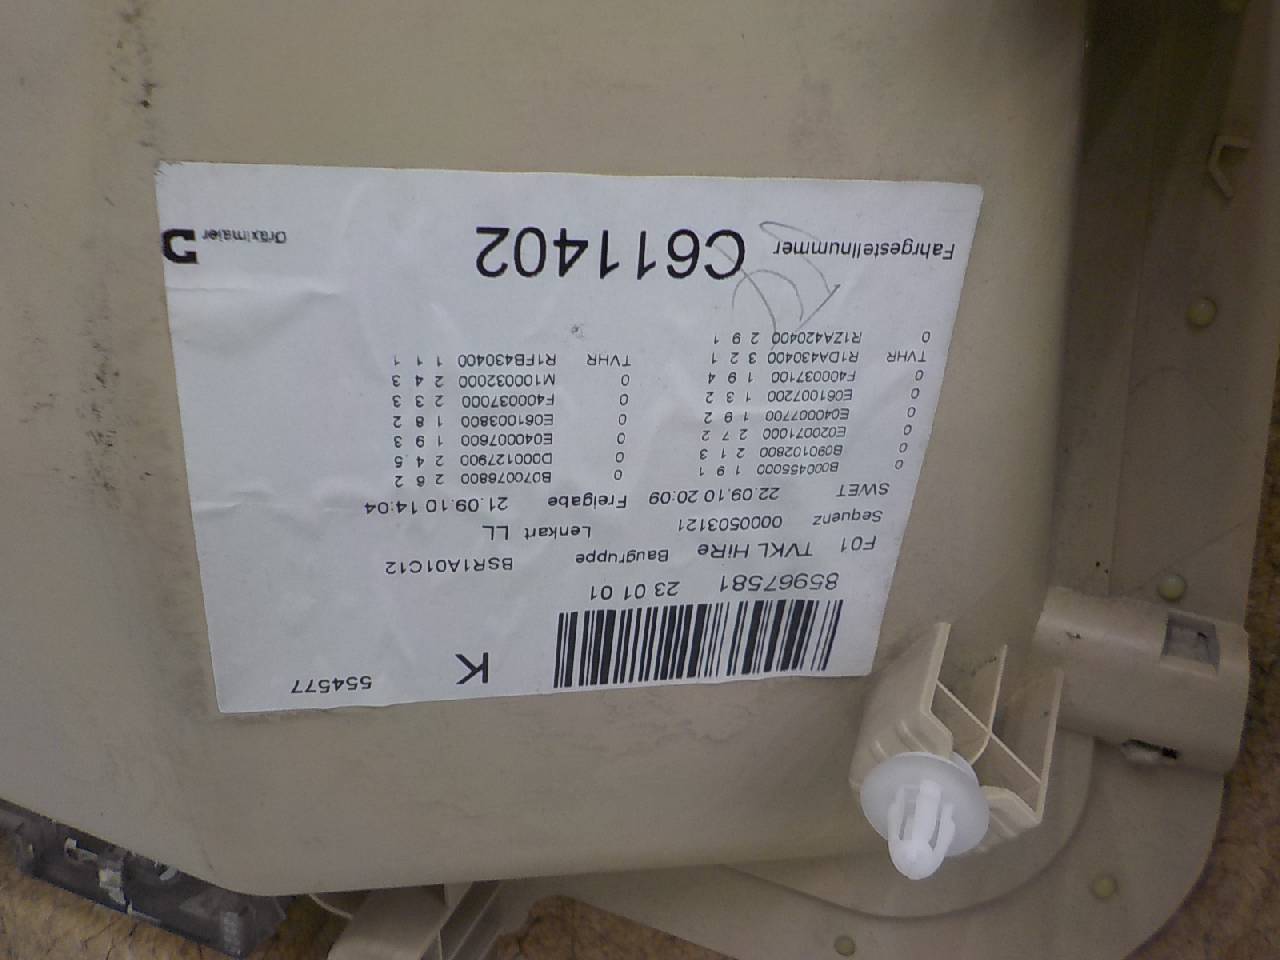 K 554577
85967581 23 01 01
F01 TVKL HiRe Baugruppe BSR1A01C12
Sequenz 0000503121 Lenkart LL
SWET 22.09.10 20:09 Freigabe 21.09.10 14:04
0 B000455000 1 9 1 0 B070076800 2 6 2
0 B090102800 2 1 3 0 D000127900 2 4 5
0 E020071000 2 7 2 0 E040007600 1 9 3
0 E040007700 1 9 2 0 E061003800 1 8 2
0 E061007200 1 3 2 0 F400037000 2 3 3
0 F400037100 1 9 4 0 M100032000 2 4 3
TVHR R1DA430400 3 2 1 TVHR R1FB430400 1 1 1
0 R1ZA420400 2 9 1
Fahrgestellnummer C611402 Dräxlmaier